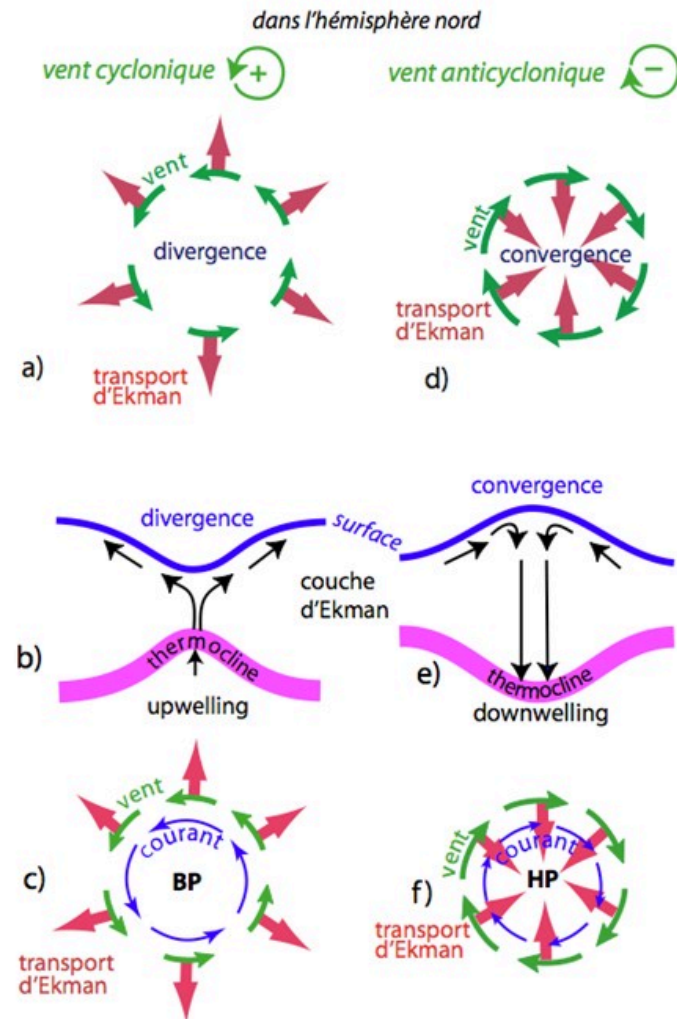 dans l'hémisphère nord
vent cyclonique +
vent anticyclonique −
vent
divergence
transport
d'Ekman
a)
vent
convergence
transport
d'Ekman
d)
divergence
surface
couche
d'Ekman
thermocline
upwelling
b)
convergence
thermocline
downwelling
e)
vent
courant
BP
c)
transport
d'Ekman
vent
courant
HP
f)
transport
d'Ekman